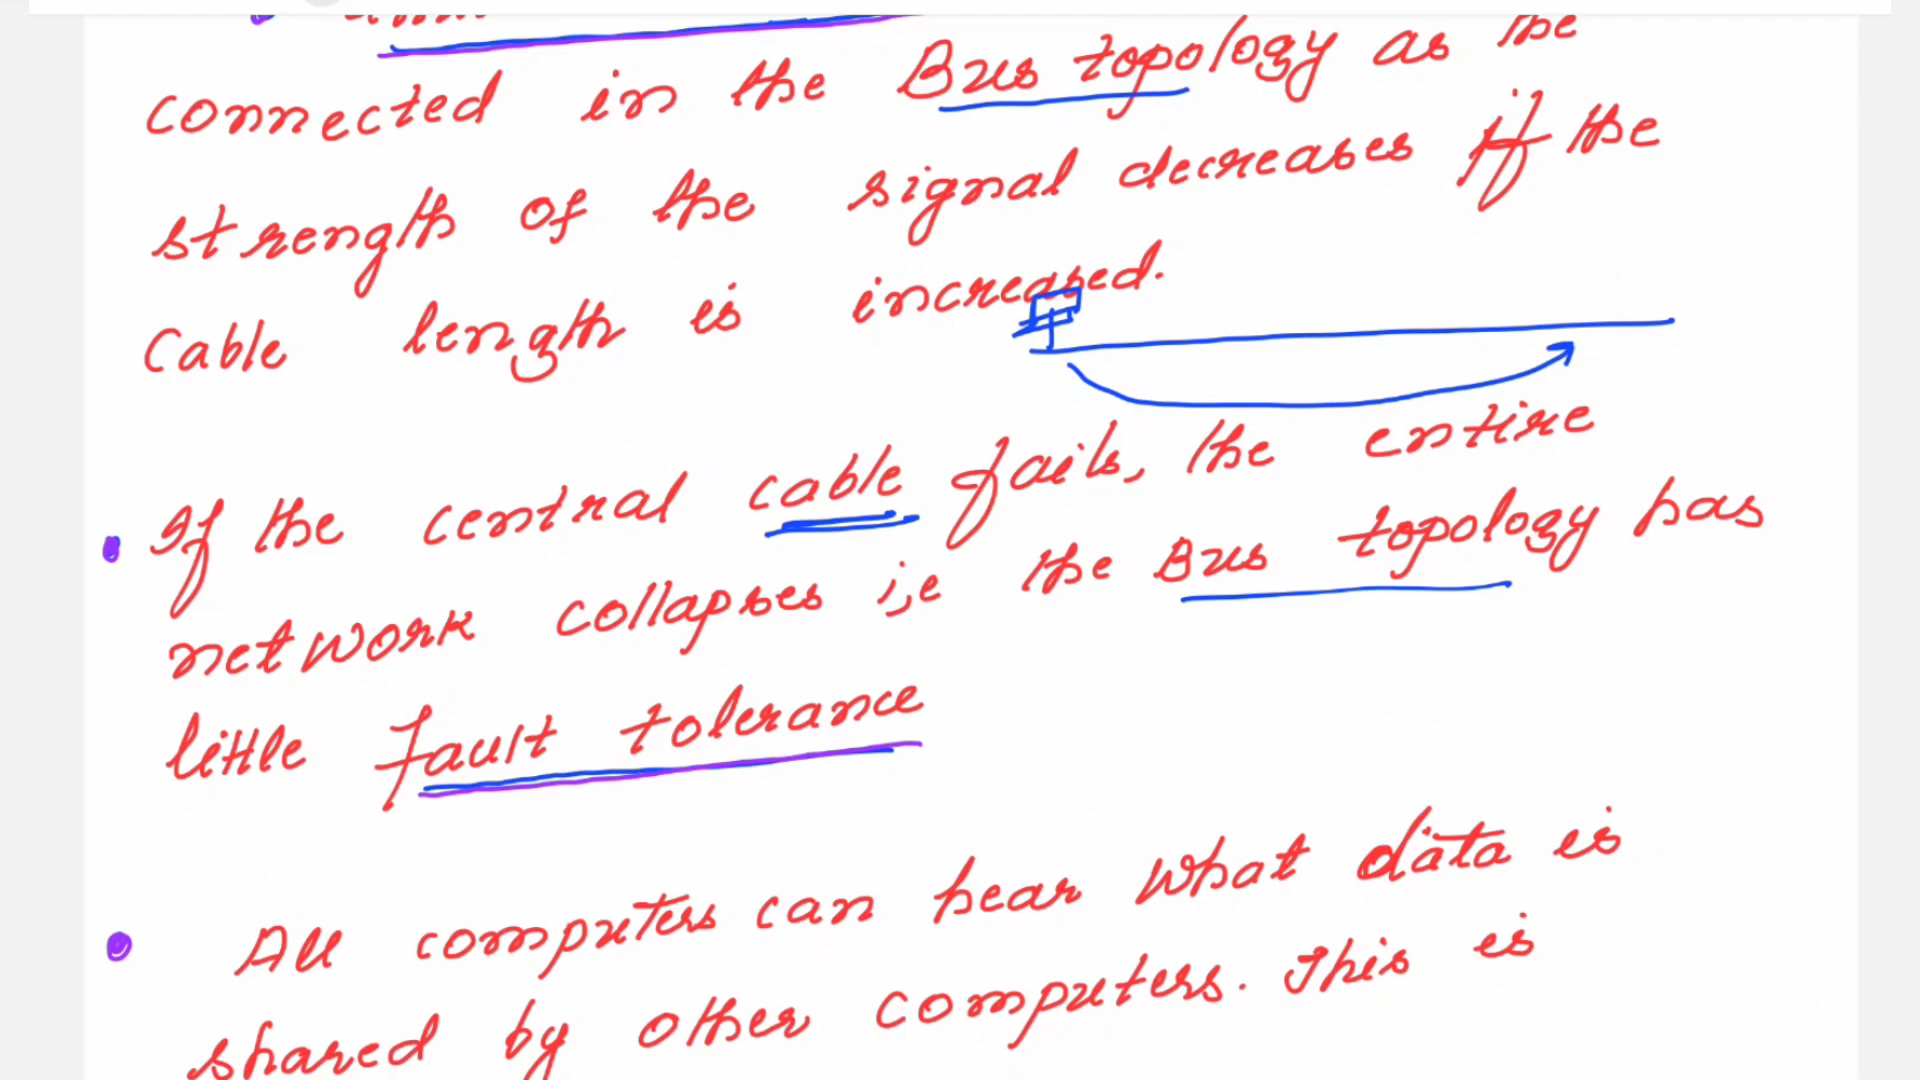 connected in the Bus topology as the
strength of the signal decreases if the
Cable length is increased.
If the central cable fails, the entire
network collapses i,e the Bus topology has
little fault tolerance
All computers can hear what data is
shared by other computers. This is